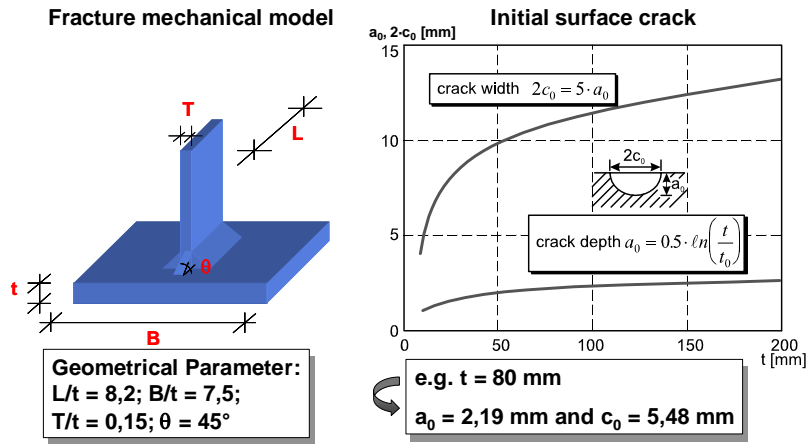 Fracture mechanical model
T
L
θ
t
B
Geometrical Parameter:
L/t = 8,2; B/t = 7,5;
T/t = 0,15; θ = 45°
Initial surface crack
a₀, 2·c₀ [mm]
15
10
5
0
crack width 2c₀ = 5·a₀
2c₀
a₀
crack depth a₀ = 0.5·ℓn(t/t₀)
0 50 100 150 200
t [mm]
e.g. t = 80 mm
a₀ = 2,19 mm and c₀ = 5,48 mm